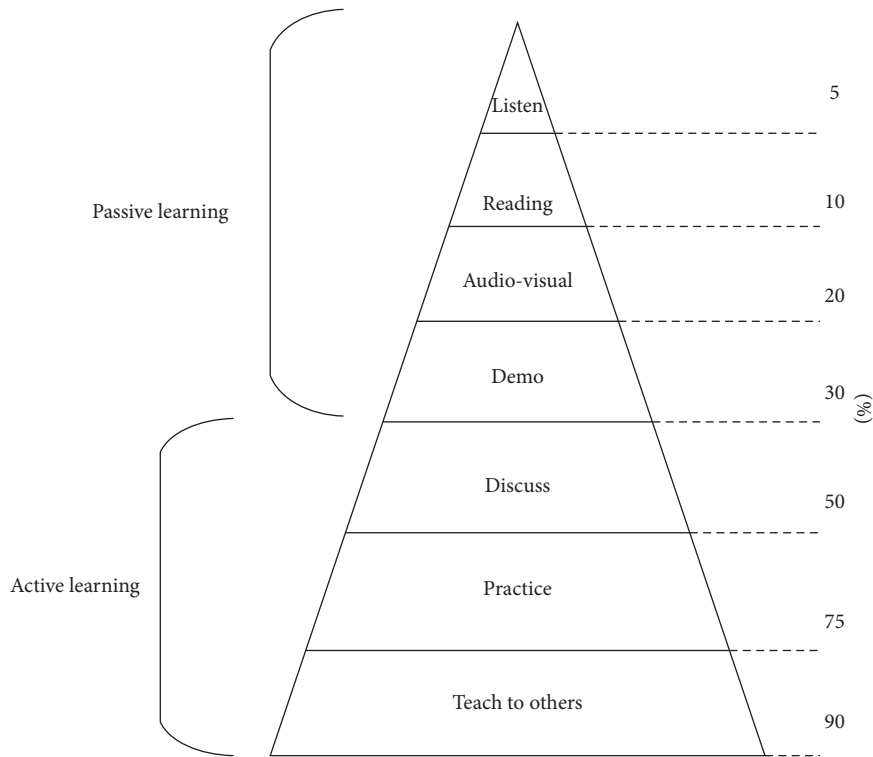 Listen
5
Reading
10
Passive learning
Audio-visual
20
Demo
30
(%)
Discuss
50
Active learning
Practice
75
Teach to others
90